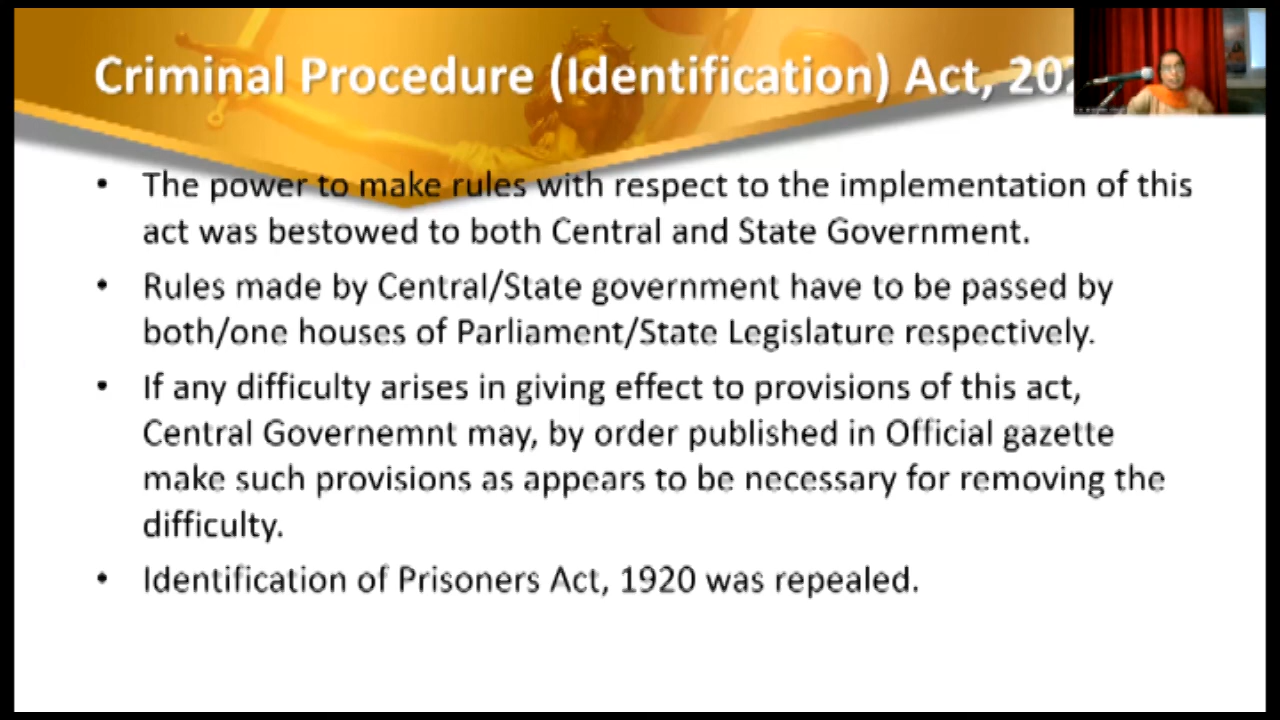 Criminal Procedure (Identification) Act,
• The power to make rules with respect to the implementation of this
act was bestowed to both Central and State Government.
• Rules made by Central/State government have to be passed by
both/one houses of Parliament/State Legislature respectively.
• If any difficulty arises in giving effect to provisions of this act,
Central Governemnt may, by order published in Official gazette
make such provisions as appears to be necessary for removing the
difficulty.
• Identification of Prisoners Act, 1920 was repealed.